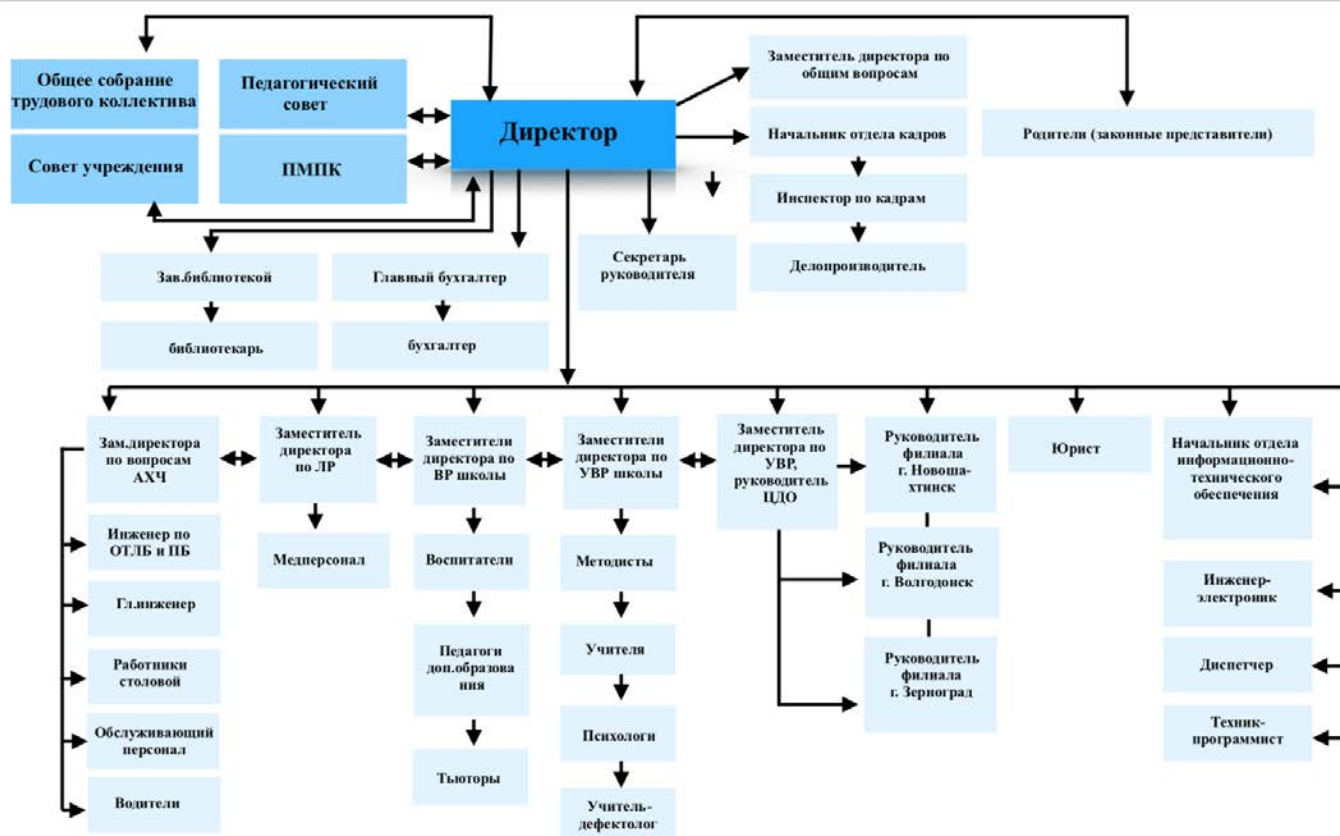 Общее собрание
трудового коллектива
Педагогический
совет
Совет учреждения
ПМПК
Директор
Заместитель директора по
общим вопросам
Начальник отдела кадров
Инспектор по кадрам
Делопроизводитель
Родители (законные представители)
Секретарь
руководителя
Зав.библиотекой
библиотекарь
Главный бухгалтер
бухгалтер
Зам.директора
по вопросам
АХЧ
Инженер по
ОТЛБ и ПБ
Гл.инженер
Работники
столовой
Обслуживающий
персонал
Водители
Заместитель
директора
по ЛР
Медперсонал
Заместители
директора по
ВР школы
Воспитатели
Педагоги
доп.образова
ния
Тьюторы
Заместители
директора по
УВР школы
Методисты
Учителя
Психологи
Учитель-
дефектолог
Заместитель
директора по
УВР,
руководитель
ЦДО
Руководитель
филиала
г. Новоша-
хтинск
Руководитель
филиала
г. Волгодонск
Руководитель
филиала
г. Зерноград
Юрист
Начальник отдела
информационно-
технического
обеспечения
Инженер-
электроник
Диспетчер
Техник-
программист